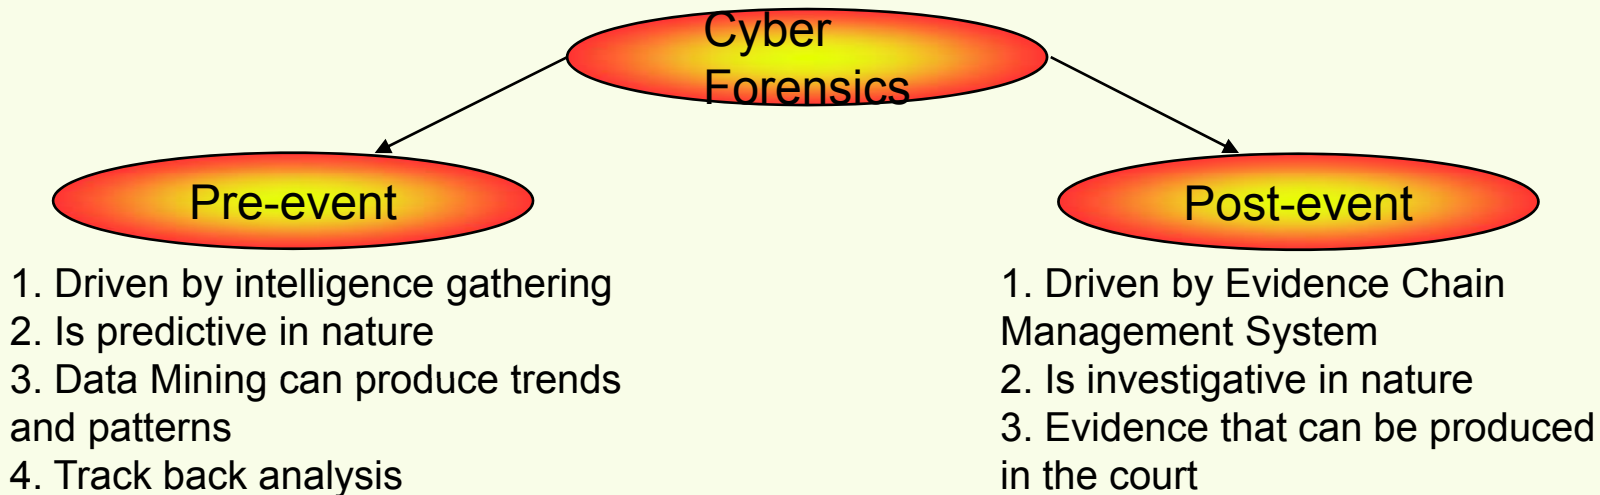 Cyber
Forensics
Pre-event
Post-event
1. Driven by intelligence gathering
2. Is predictive in nature
3. Data Mining can produce trends
and patterns
4. Track back analysis
1. Driven by Evidence Chain
Management System
2. Is investigative in nature
3. Evidence that can be produced
in the court